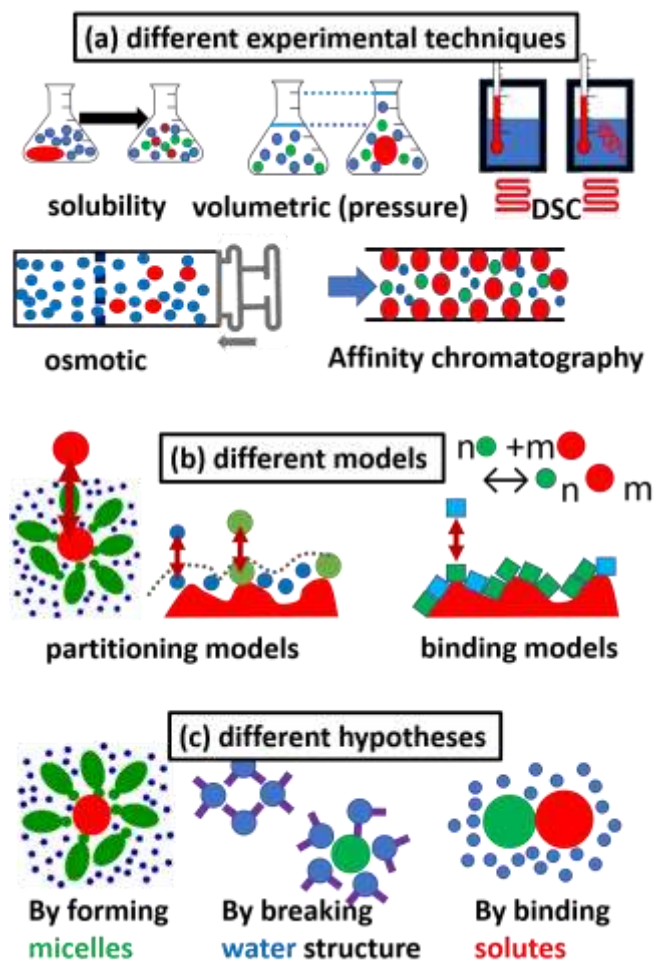 (a) different experimental techniques
solubility
volumetric (pressure)
DSC
osmotic
Affinity chromatography
(b) different models
n +m
n m
partitioning models
binding models
(c) different hypotheses
By forming
micelles
By breaking
water structure
By binding
solutes